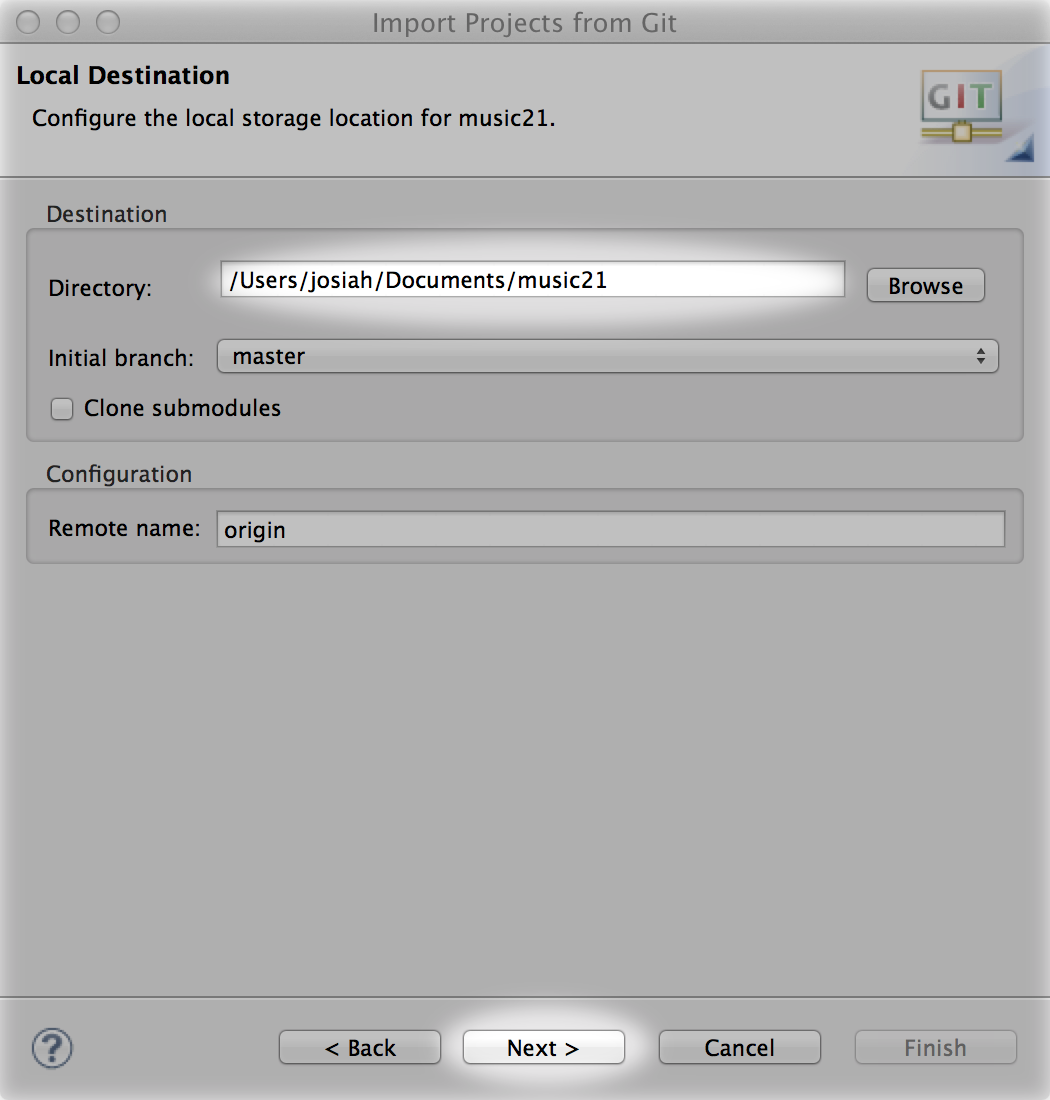 Import Projects from Git
Local Destination
Configure the local storage location for music21.
GIT
Destination
Directory: /Users/josiah/Documents/music21 Browse
Initial branch: master
Clone submodules
Configuration
Remote name: origin
? < Back Next > Cancel Finish